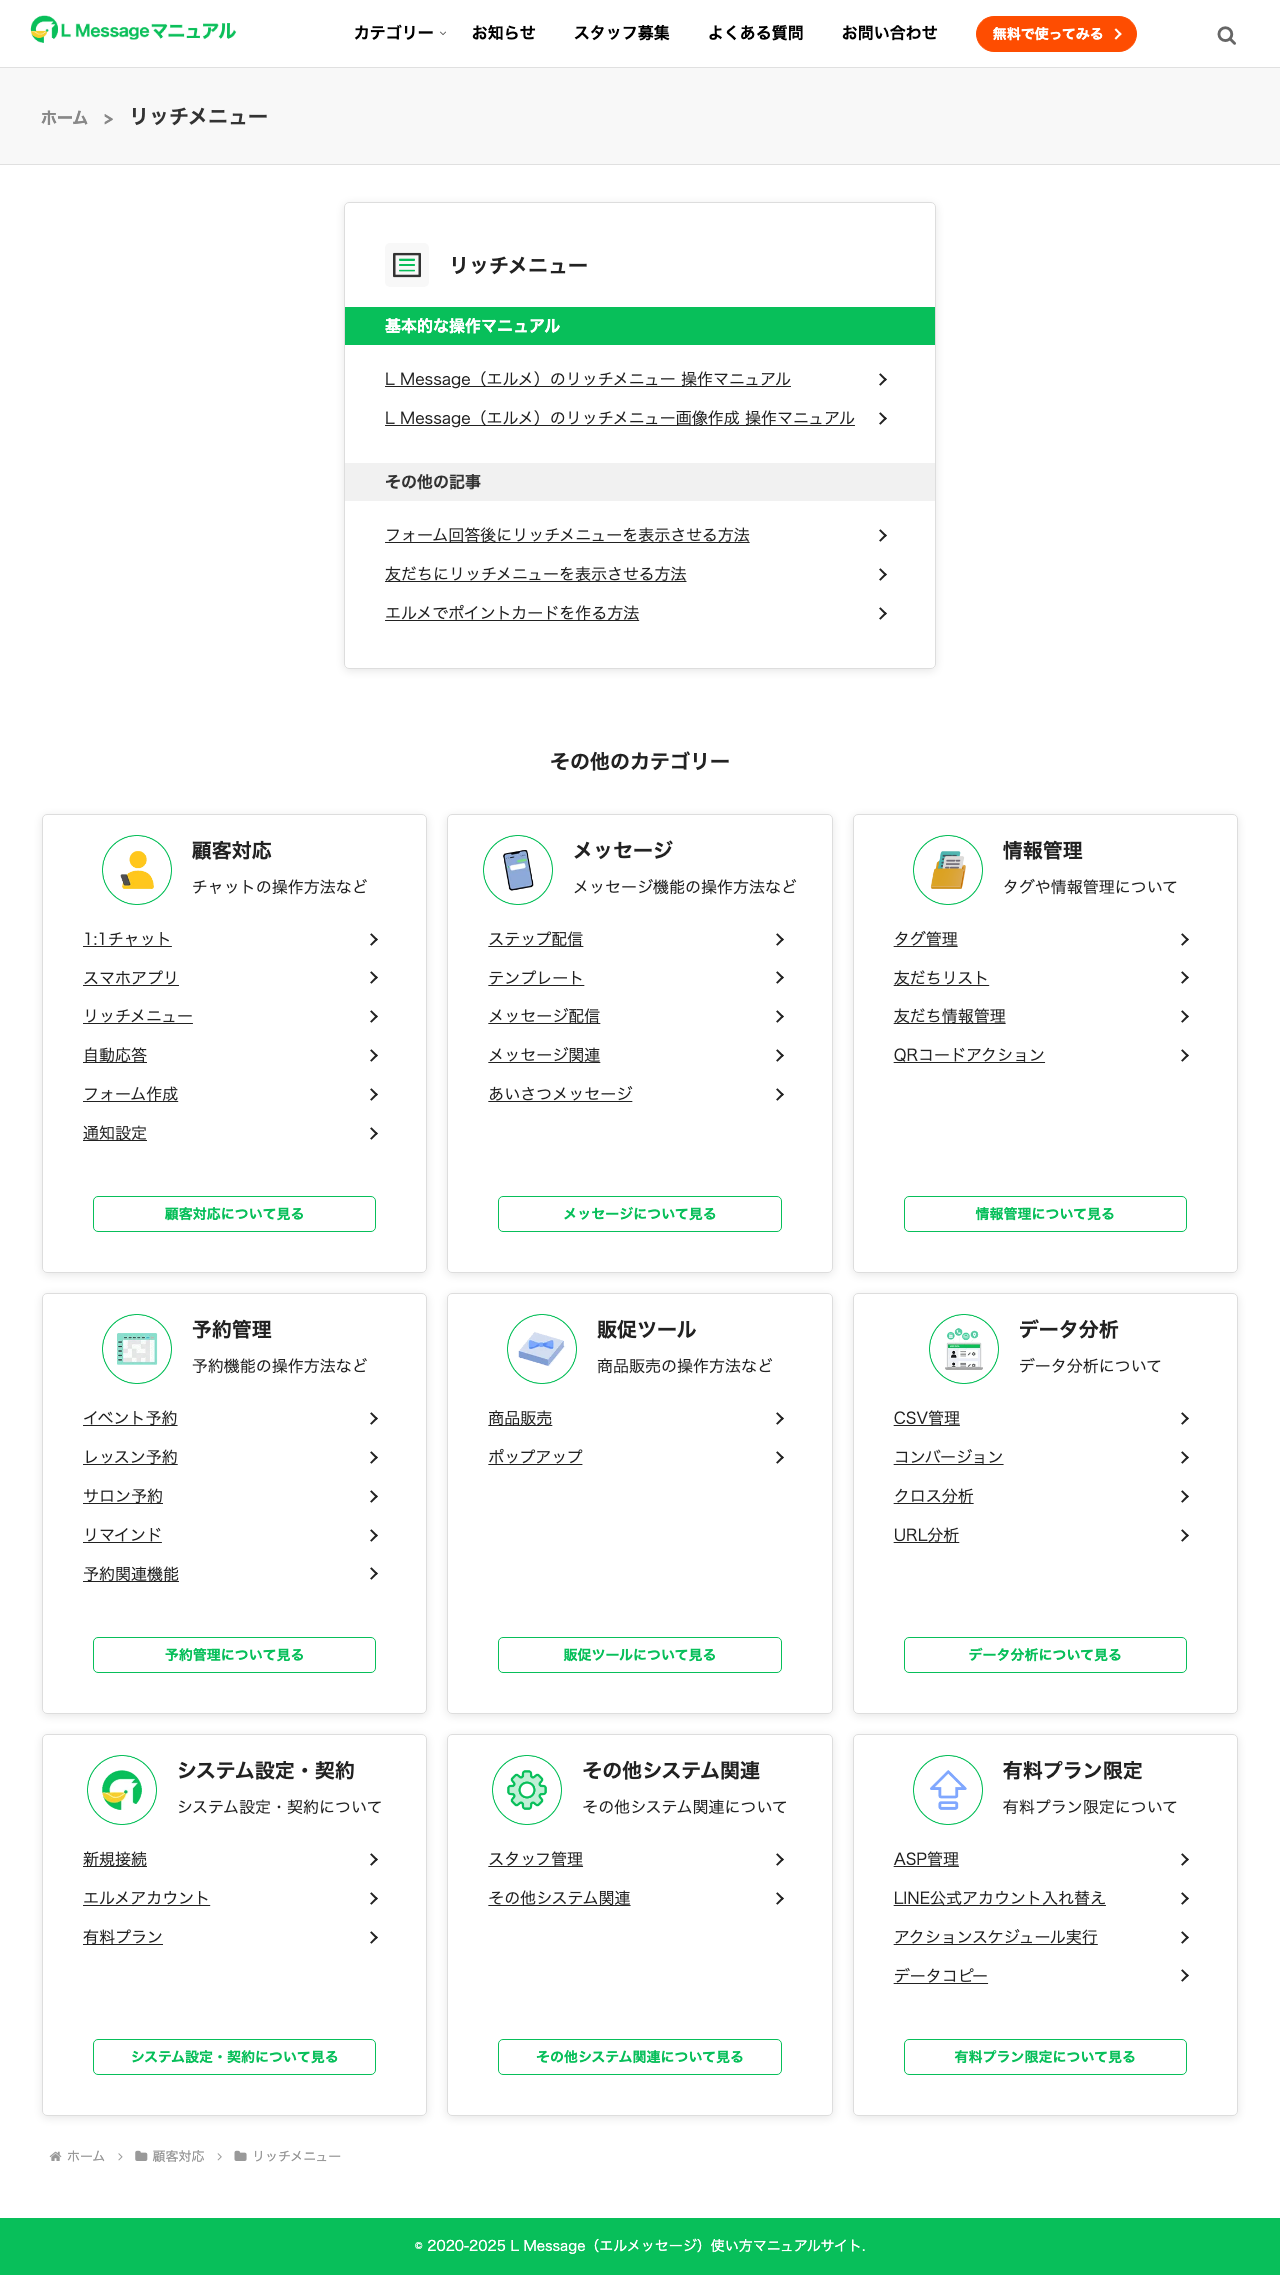 L Messageマニュアル
カテゴリー
お知らせ
スタッフ募集
よくある質問
お問い合わせ
無料で使ってみる
ホーム > リッチメニュー
リッチメニュー
基本的な操作マニュアル
L Message（エルメ）のリッチメニュー 操作マニュアル
L Message（エルメ）のリッチメニュー画像作成 操作マニュアル
その他の記事
フォーム回答後にリッチメニューを表示させる方法
友だちにリッチメニューを表示させる方法
エルメでポイントカードを作る方法
その他のカテゴリー
顧客対応
チャットの操作方法など
1:1チャット
スマホアプリ
リッチメニュー
自動応答
フォーム作成
通知設定
顧客対応について見る
メッセージ
メッセージ機能の操作方法など
ステップ配信
テンプレート
メッセージ配信
メッセージ関連
あいさつメッセージ
メッセージについて見る
情報管理
タグや情報管理について
タグ管理
友だちリスト
友だち情報管理
QRコードアクション
情報管理について見る
予約管理
予約機能の操作方法など
イベント予約
レッスン予約
サロン予約
リマインド
予約関連機能
予約管理について見る
販促ツール
商品販売の操作方法など
商品販売
ポップアップ
販促ツールについて見る
データ分析
データ分析について
CSV管理
コンバージョン
クロス分析
URL分析
データ分析について見る
システム設定・契約
システム設定・契約について
新規接続
エルメアカウント
有料プラン
システム設定・契約について見る
その他システム関連
その他システム関連について
スタッフ管理
その他システム関連
その他システム関連について見る
有料プラン限定
有料プラン限定について
ASP管理
LINE公式アカウント入れ替え
アクションスケジュール実行
データコピー
有料プラン限定について見る
ホーム > 顧客対応 > リッチメニュー
© 2020-2025 L Message（エルメッセージ）使い方マニュアルサイト.